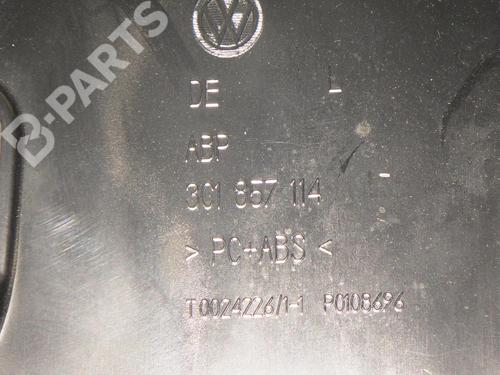 B-PARTS
DE L
ABP
3C1 857 114
> PC+ABS <
T0024226/1-1 P0108696